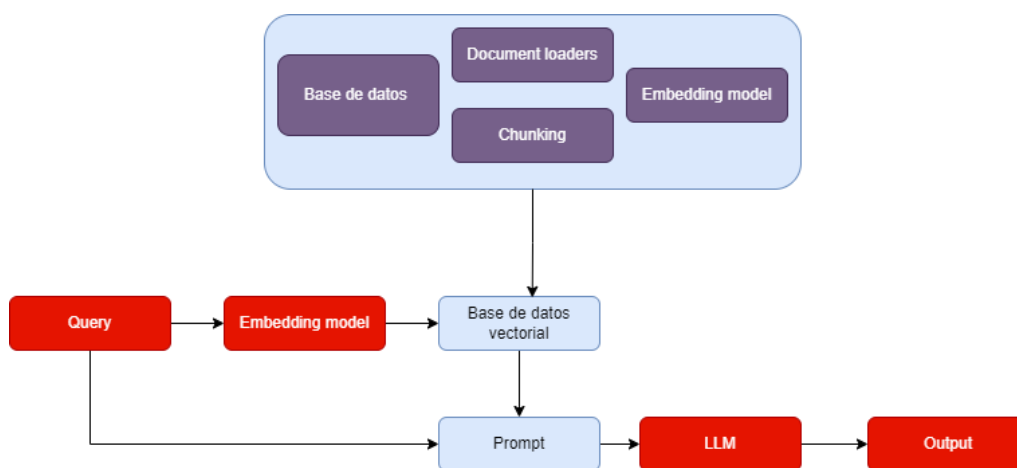 Document loaders
Base de datos
Embedding model
Chunking
Query
Embedding model
Base de datos
vectorial
Prompt
LLM
Output